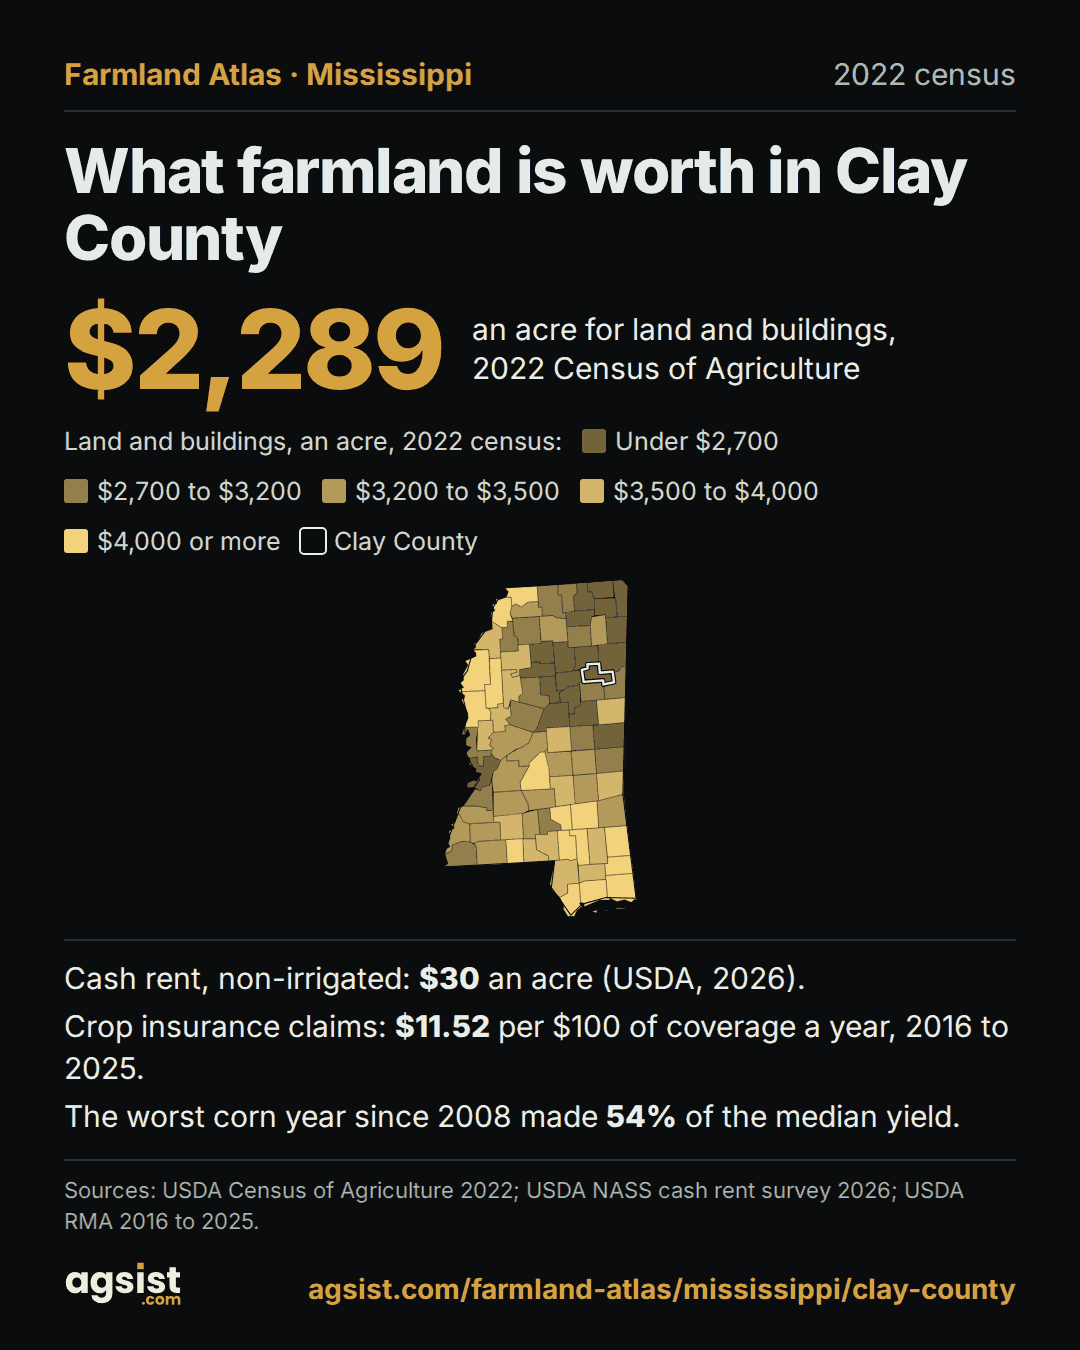 Farmland Atlas · Mississippi
2022 census
What farmland is worth in Clay
County
$2,289
an acre for land and buildings,
2022 Census of Agriculture
Land and buildings, an acre, 2022 census:
Under $2,700
$2,700 to $3,200
$3,200 to $3,500
$3,500 to $4,000
$4,000 or more
Clay County
Cash rent, non-irrigated: $30 an acre (USDA, 2026).
Crop insurance claims: $11.52 per $100 of coverage a year, 2016 to
2025.
The worst corn year since 2008 made 54% of the median yield.
Sources: USDA Census of Agriculture 2022; USDA NASS cash rent survey 2026; USDA
RMA 2016 to 2025.
agsist
.com
agsist.com/farmland-atlas/mississippi/clay-county